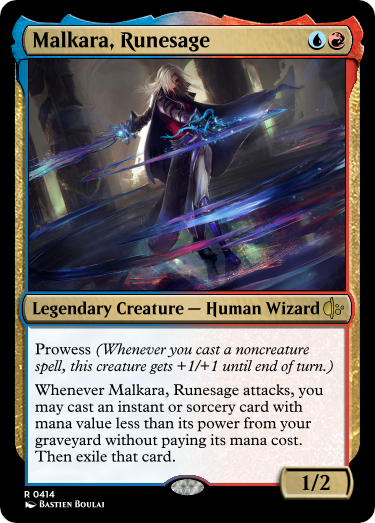 Malkara, Runesage
Legendary Creature — Human Wizard
Prowess (Whenever you cast a noncreature
spell, this creature gets +1/+1 until end of turn.)
Whenever Malkara, Runesage attacks, you
may cast an instant or sorcery card with
mana value less than its power from your
graveyard without paying its mana cost.
Then exile that card.
1/2
R 0414
Bastien Boulai